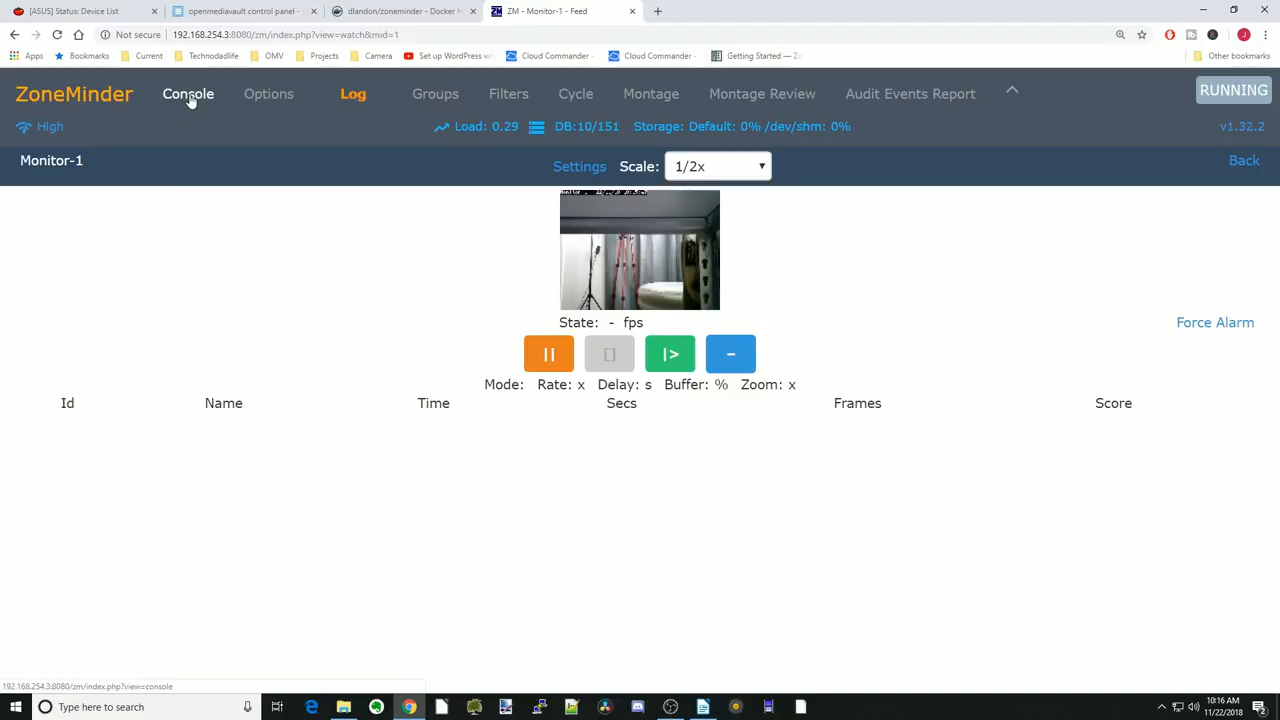 [ASUS] Status: Device List
openmediavault control panel -
dlandon/zoneminder - Docker H
ZM - Monitor-1 - Feed
Not secure 192.168.254.3:8080/zm/index.php?view=watch&mid=1
Apps Bookmarks Current Technodadlife OMV Projects Camera Set up WordPress w Cloud Commander - Cloud Commander - Getting Started — Zo Other bookmarks
ZoneMinder Console Options Log Groups Filters Cycle Montage Montage Review Audit Events Report RUNNING
High Load: 0.29 DB:10/151 Storage: Default: 0% /dev/shm: 0% v1.32.2
Monitor-1 Settings Scale: 1/2x Back
State: - fps Force Alarm
|| [] |> –
Mode: Rate: x Delay: s Buffer: % Zoom: x
Id Name Time Secs Frames Score
192.168.254.3:8080/zm/index.php?view=console
Type here to search
10:16 AM
11/22/2018
2